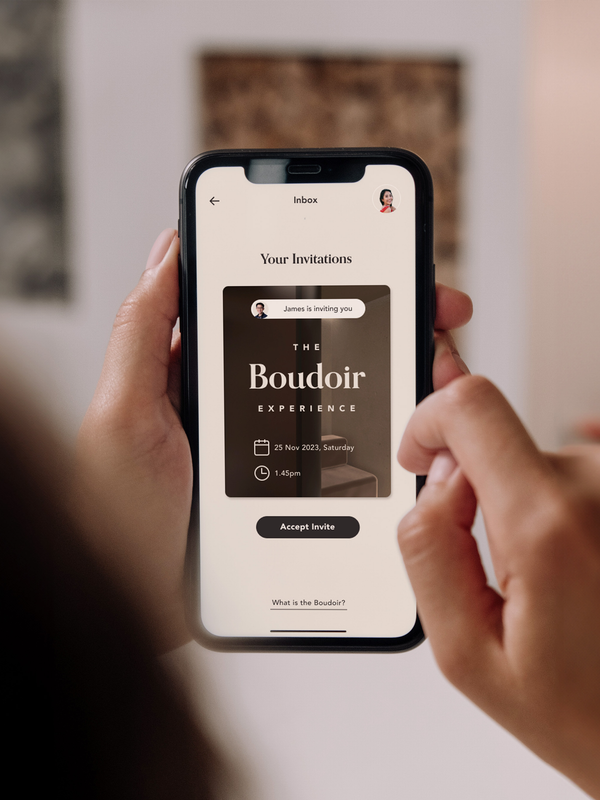 Inbox
Your Invitations
James is inviting you
THE
Boudoir
EXPERIENCE
25 Nov 2023, Saturday
1.45pm
Accept Invite
What is the Boudoir?